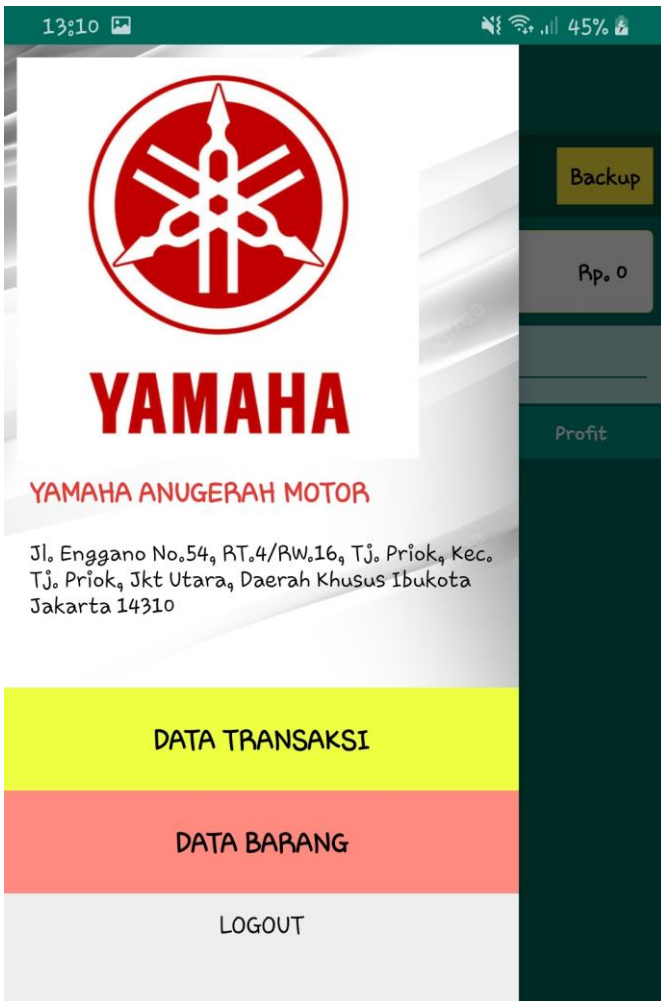 13:10
45%
Backup
Rp. 0
Profit
YAMAHA
YAMAHA ANUGERAH MOTOR
Jl. Enggano No.54, RT.4/RW.16, Tj. Priok, Kec.
Tj. Priok, Jkt Utara, Daerah Khusus Ibukota
Jakarta 14310
DATA TRANSAKSI
DATA BARANG
LOGOUT